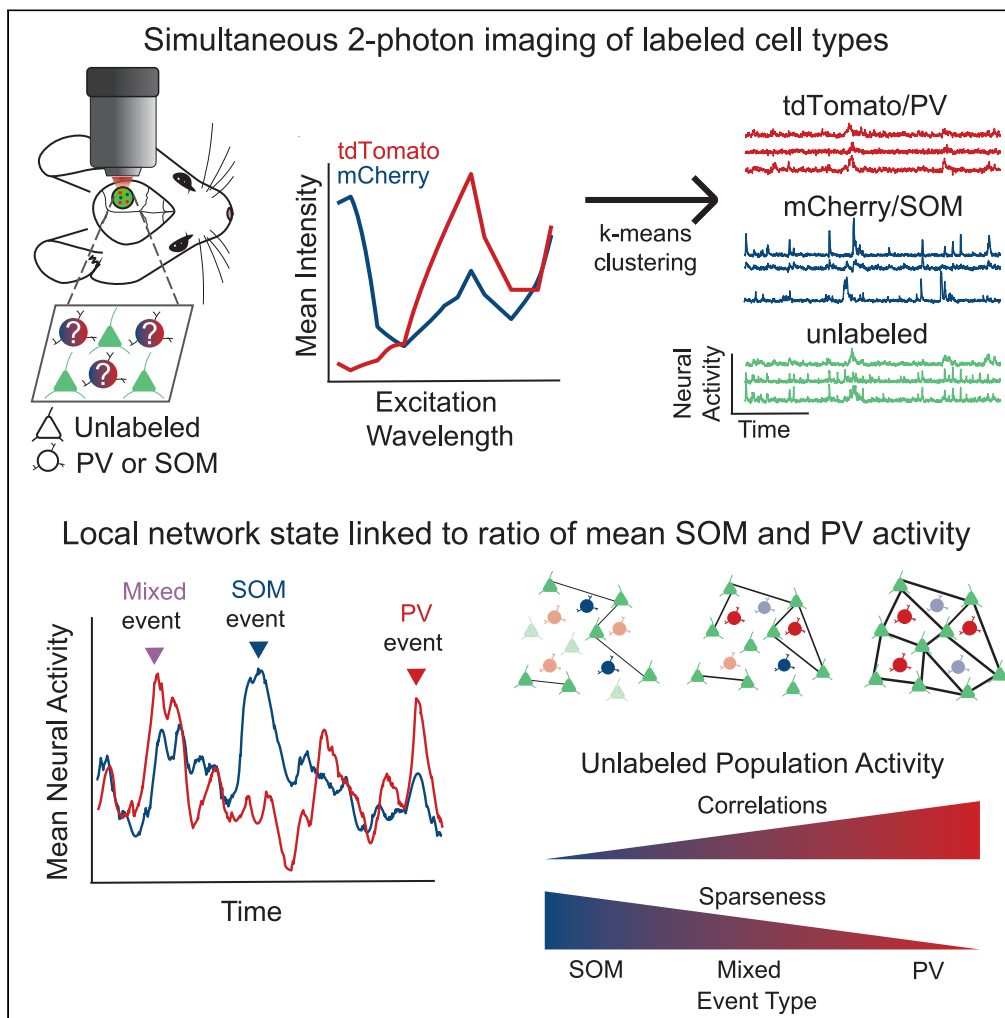 Simultaneous 2-photon imaging of labeled cell types
? ? ?
Unlabeled
PV or SOM
tdTomato
mCherry
Mean Intensity
Excitation
Wavelength
k-means
clustering
tdTomato/PV
mCherry/SOM
unlabeled
Neural
Activity
Time
Local network state linked to ratio of mean SOM and PV activity
Mixed
event
SOM
event
PV
event
Mean Neural Activity
Time
Unlabeled Population Activity
Correlations
Sparseness
SOM Mixed PV
Event Type